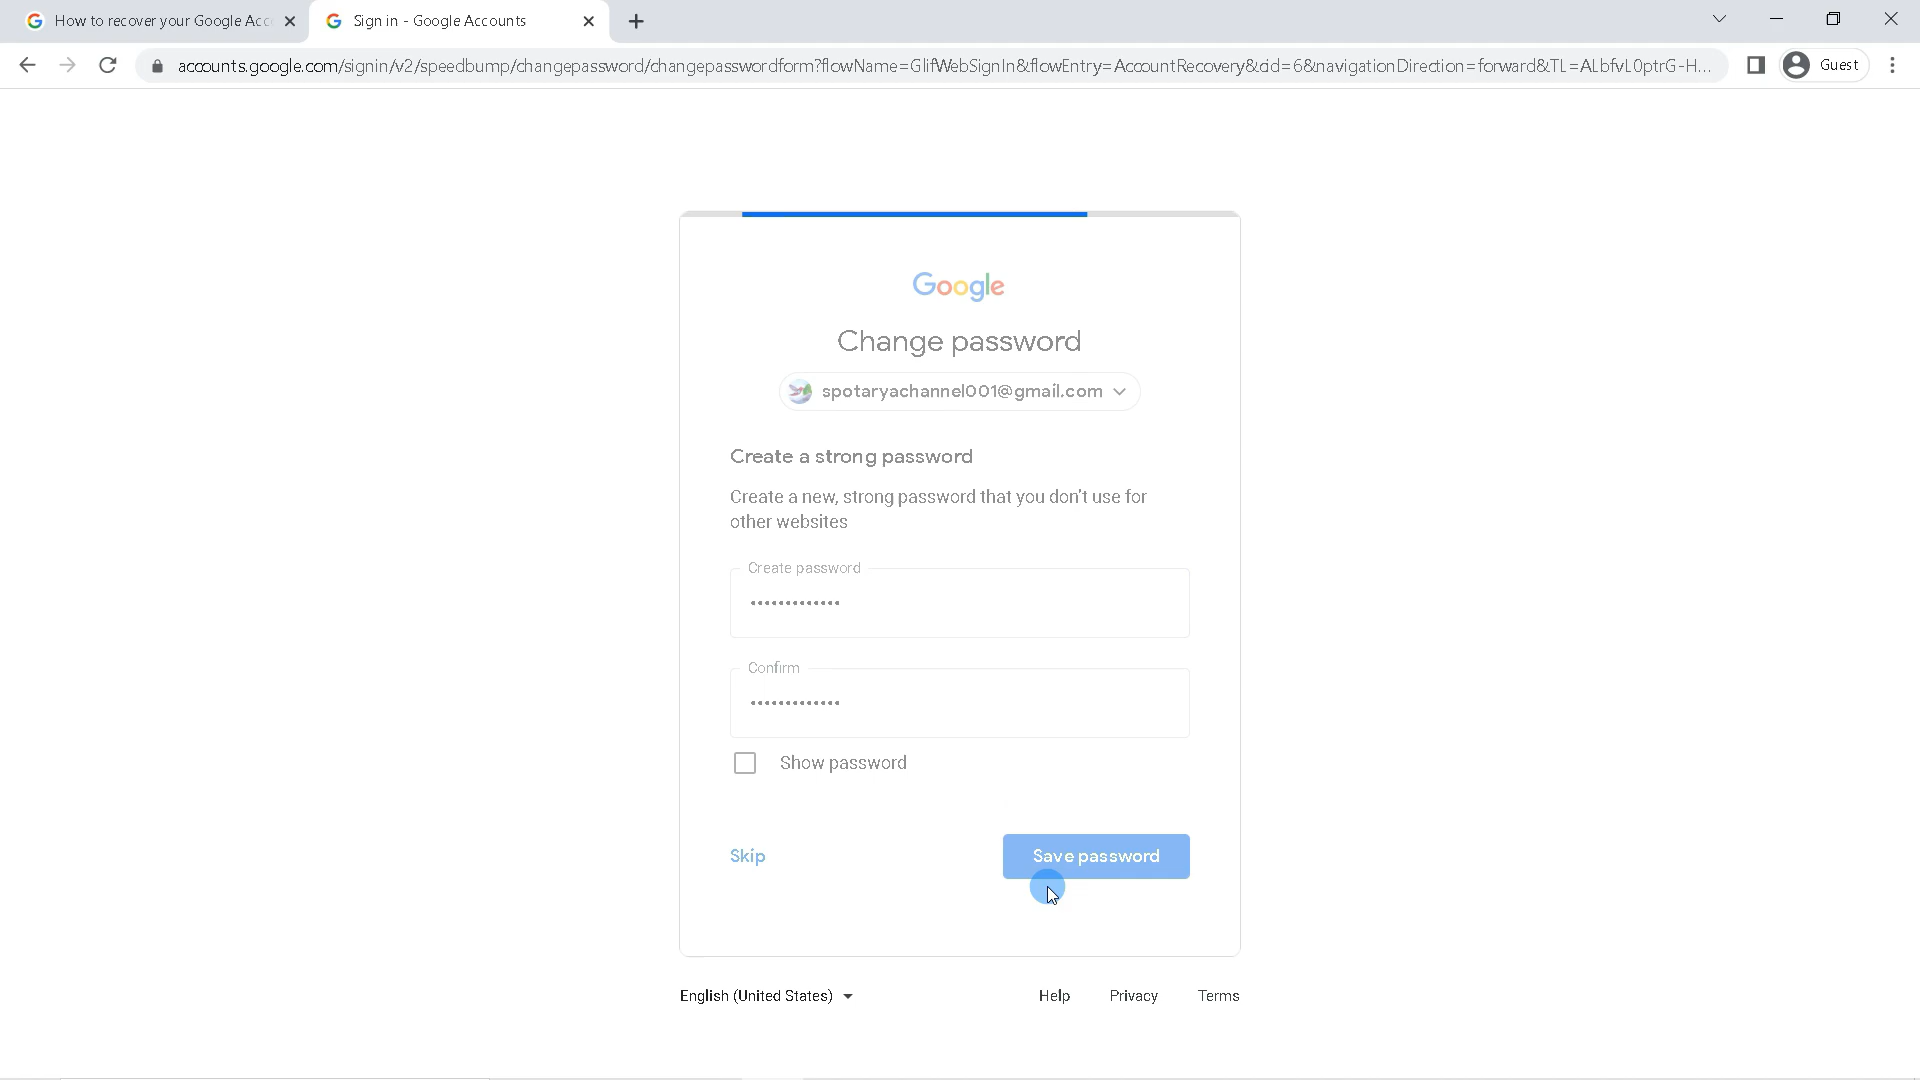 How to recover your Google Acc
Sign in - Google Accounts
accounts.google.com/signin/v2/speedbump/changepassword/changepasswordform?flowName=GlifWebSignIn&flowEntry=AccountRecovery&cid=6&navigationDirection=forward&TL=ALbfvL0ptrG-H...
Guest
Google
Change password
spotaryachannel001@gmail.com
Create a strong password
Create a new, strong password that you don't use for
other websites
Create password
•••••••••••••
Confirm
•••••••••••••
Show password
Skip
Save password
English (United States)
Help
Privacy
Terms